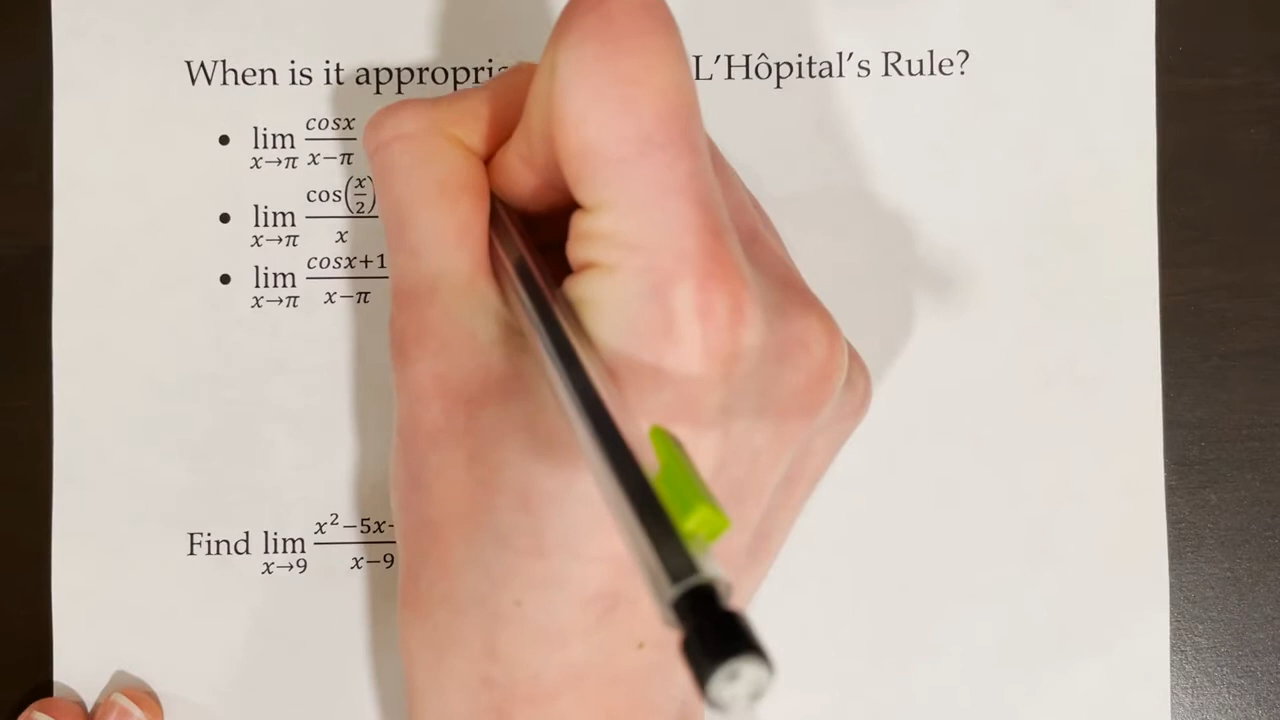 When is it L'Hôpital's Rule?
• lim x→π cosx/x−π
• lim x→π cos(x/2)/x
• lim x→π cosx+1/x−π
Find lim x→9 x²−5x-/x−9